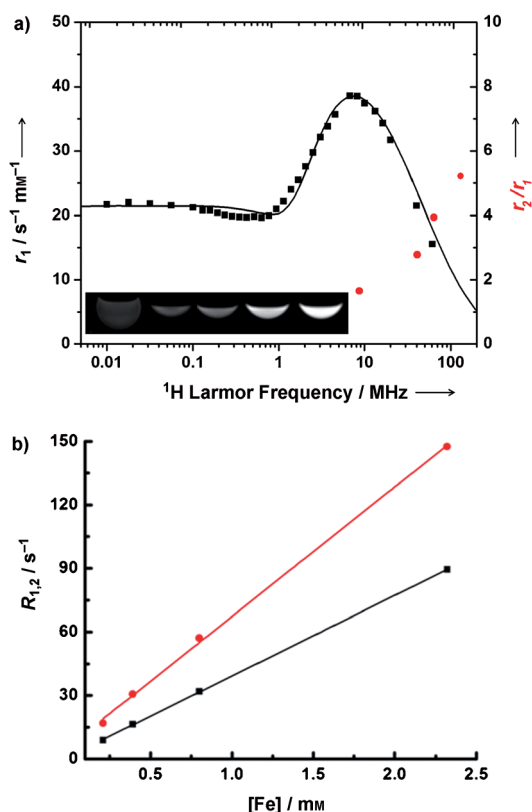 a)
50
40
30
20
10
0
r₁ / s⁻¹ mM⁻¹ →
10
8
6
4
2
0
r₂/r₁ →
0.01 0.1 1 10 100
¹H Larmor Frequency / MHz →
b)
150
120
90
60
30
0
R₁,₂ / s⁻¹
0.5 1.0 1.5 2.0 2.5
[Fe] / mM